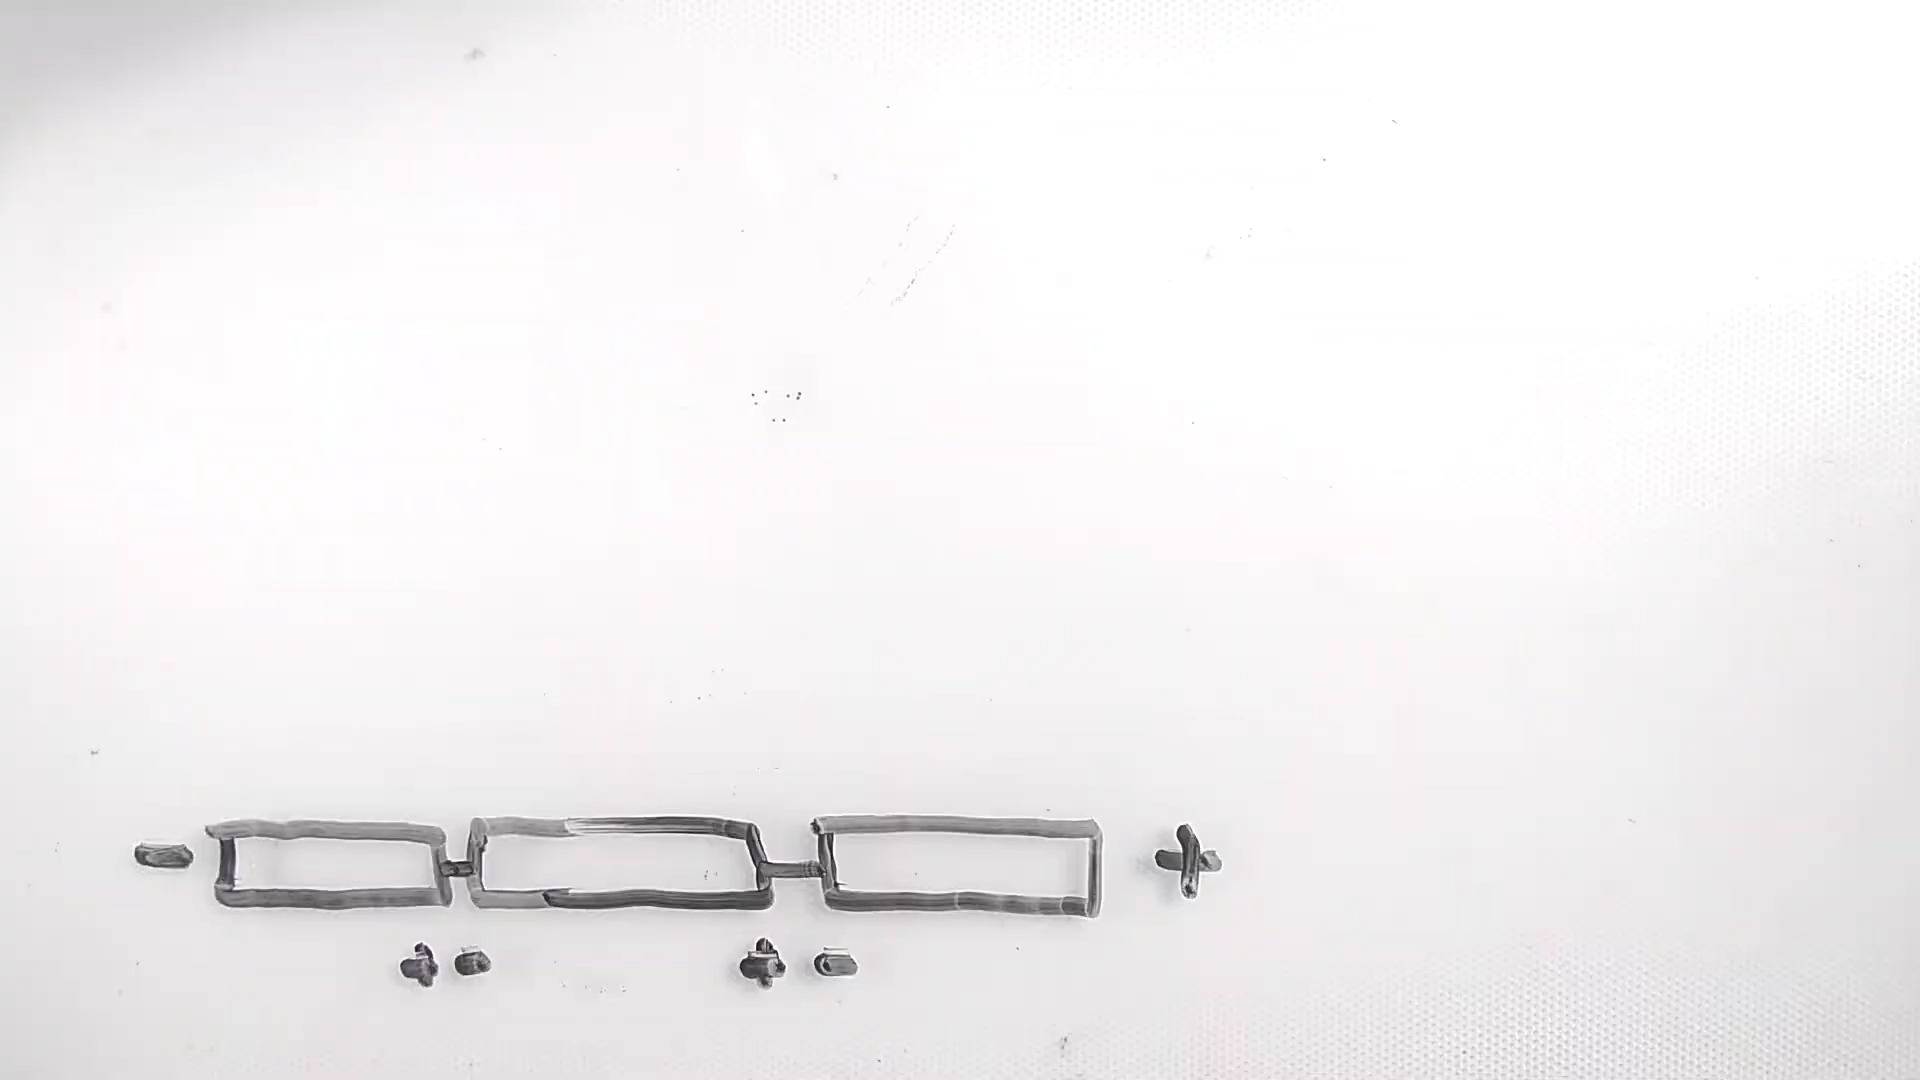 - +
+ - + -